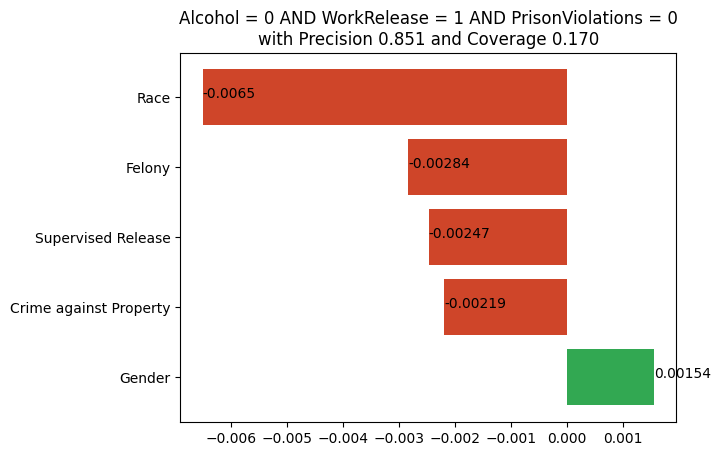 Alcohol = 0 AND WorkRelease = 1 AND PrisonViolations = 0
with Precision 0.851 and Coverage 0.170
Race
-0.0065
Felony
-0.00284
Supervised Release
-0.00247
Crime against Property
-0.00219
Gender
0.00154
−0.006 −0.005 −0.004 −0.003 −0.002 −0.001 0.000 0.001